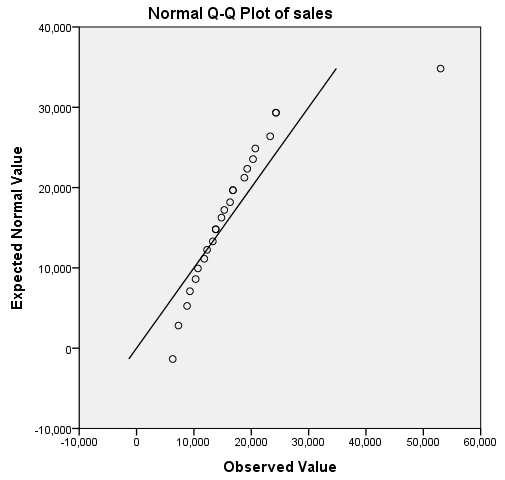 Normal Q-Q Plot of sales
40,000
30,000
20,000
10,000
0
-10,000
Expected Normal Value
-10,000 0 10,000 20,000 30,000 40,000 50,000 60,000
Observed Value